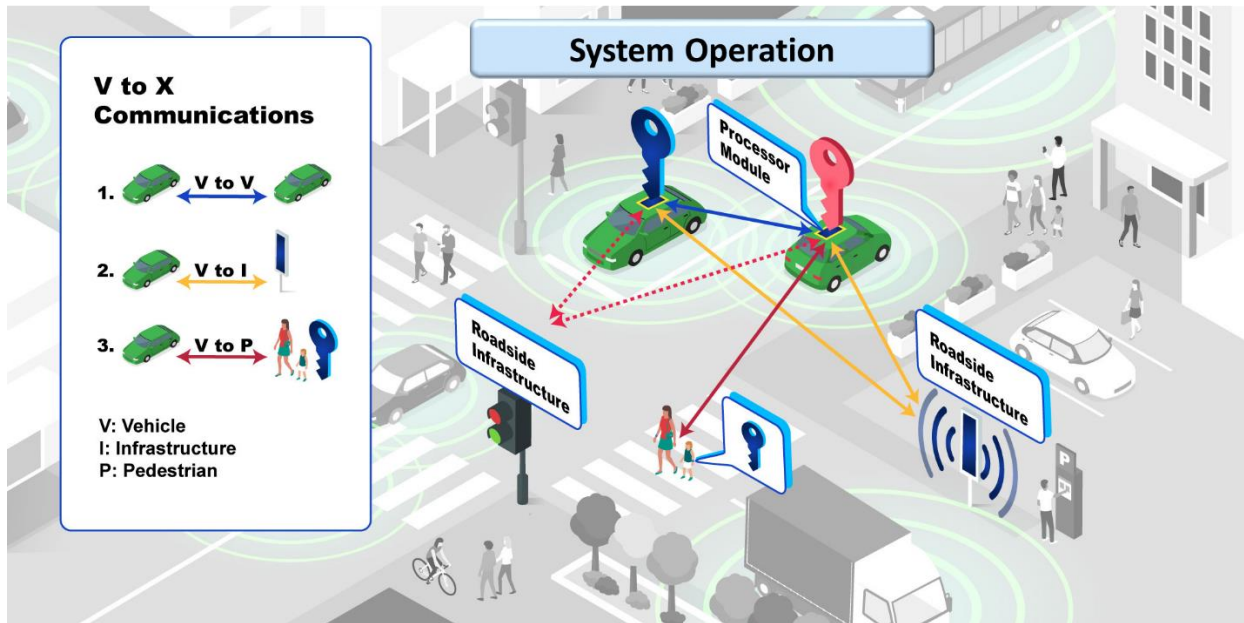 System Operation
V to X
Communications
1. V to V
2. V to I
3. V to P
V: Vehicle
I: Infrastructure
P: Pedestrian
Processor
Module
Roadside
Infrastructure
Roadside
Infrastructure
P